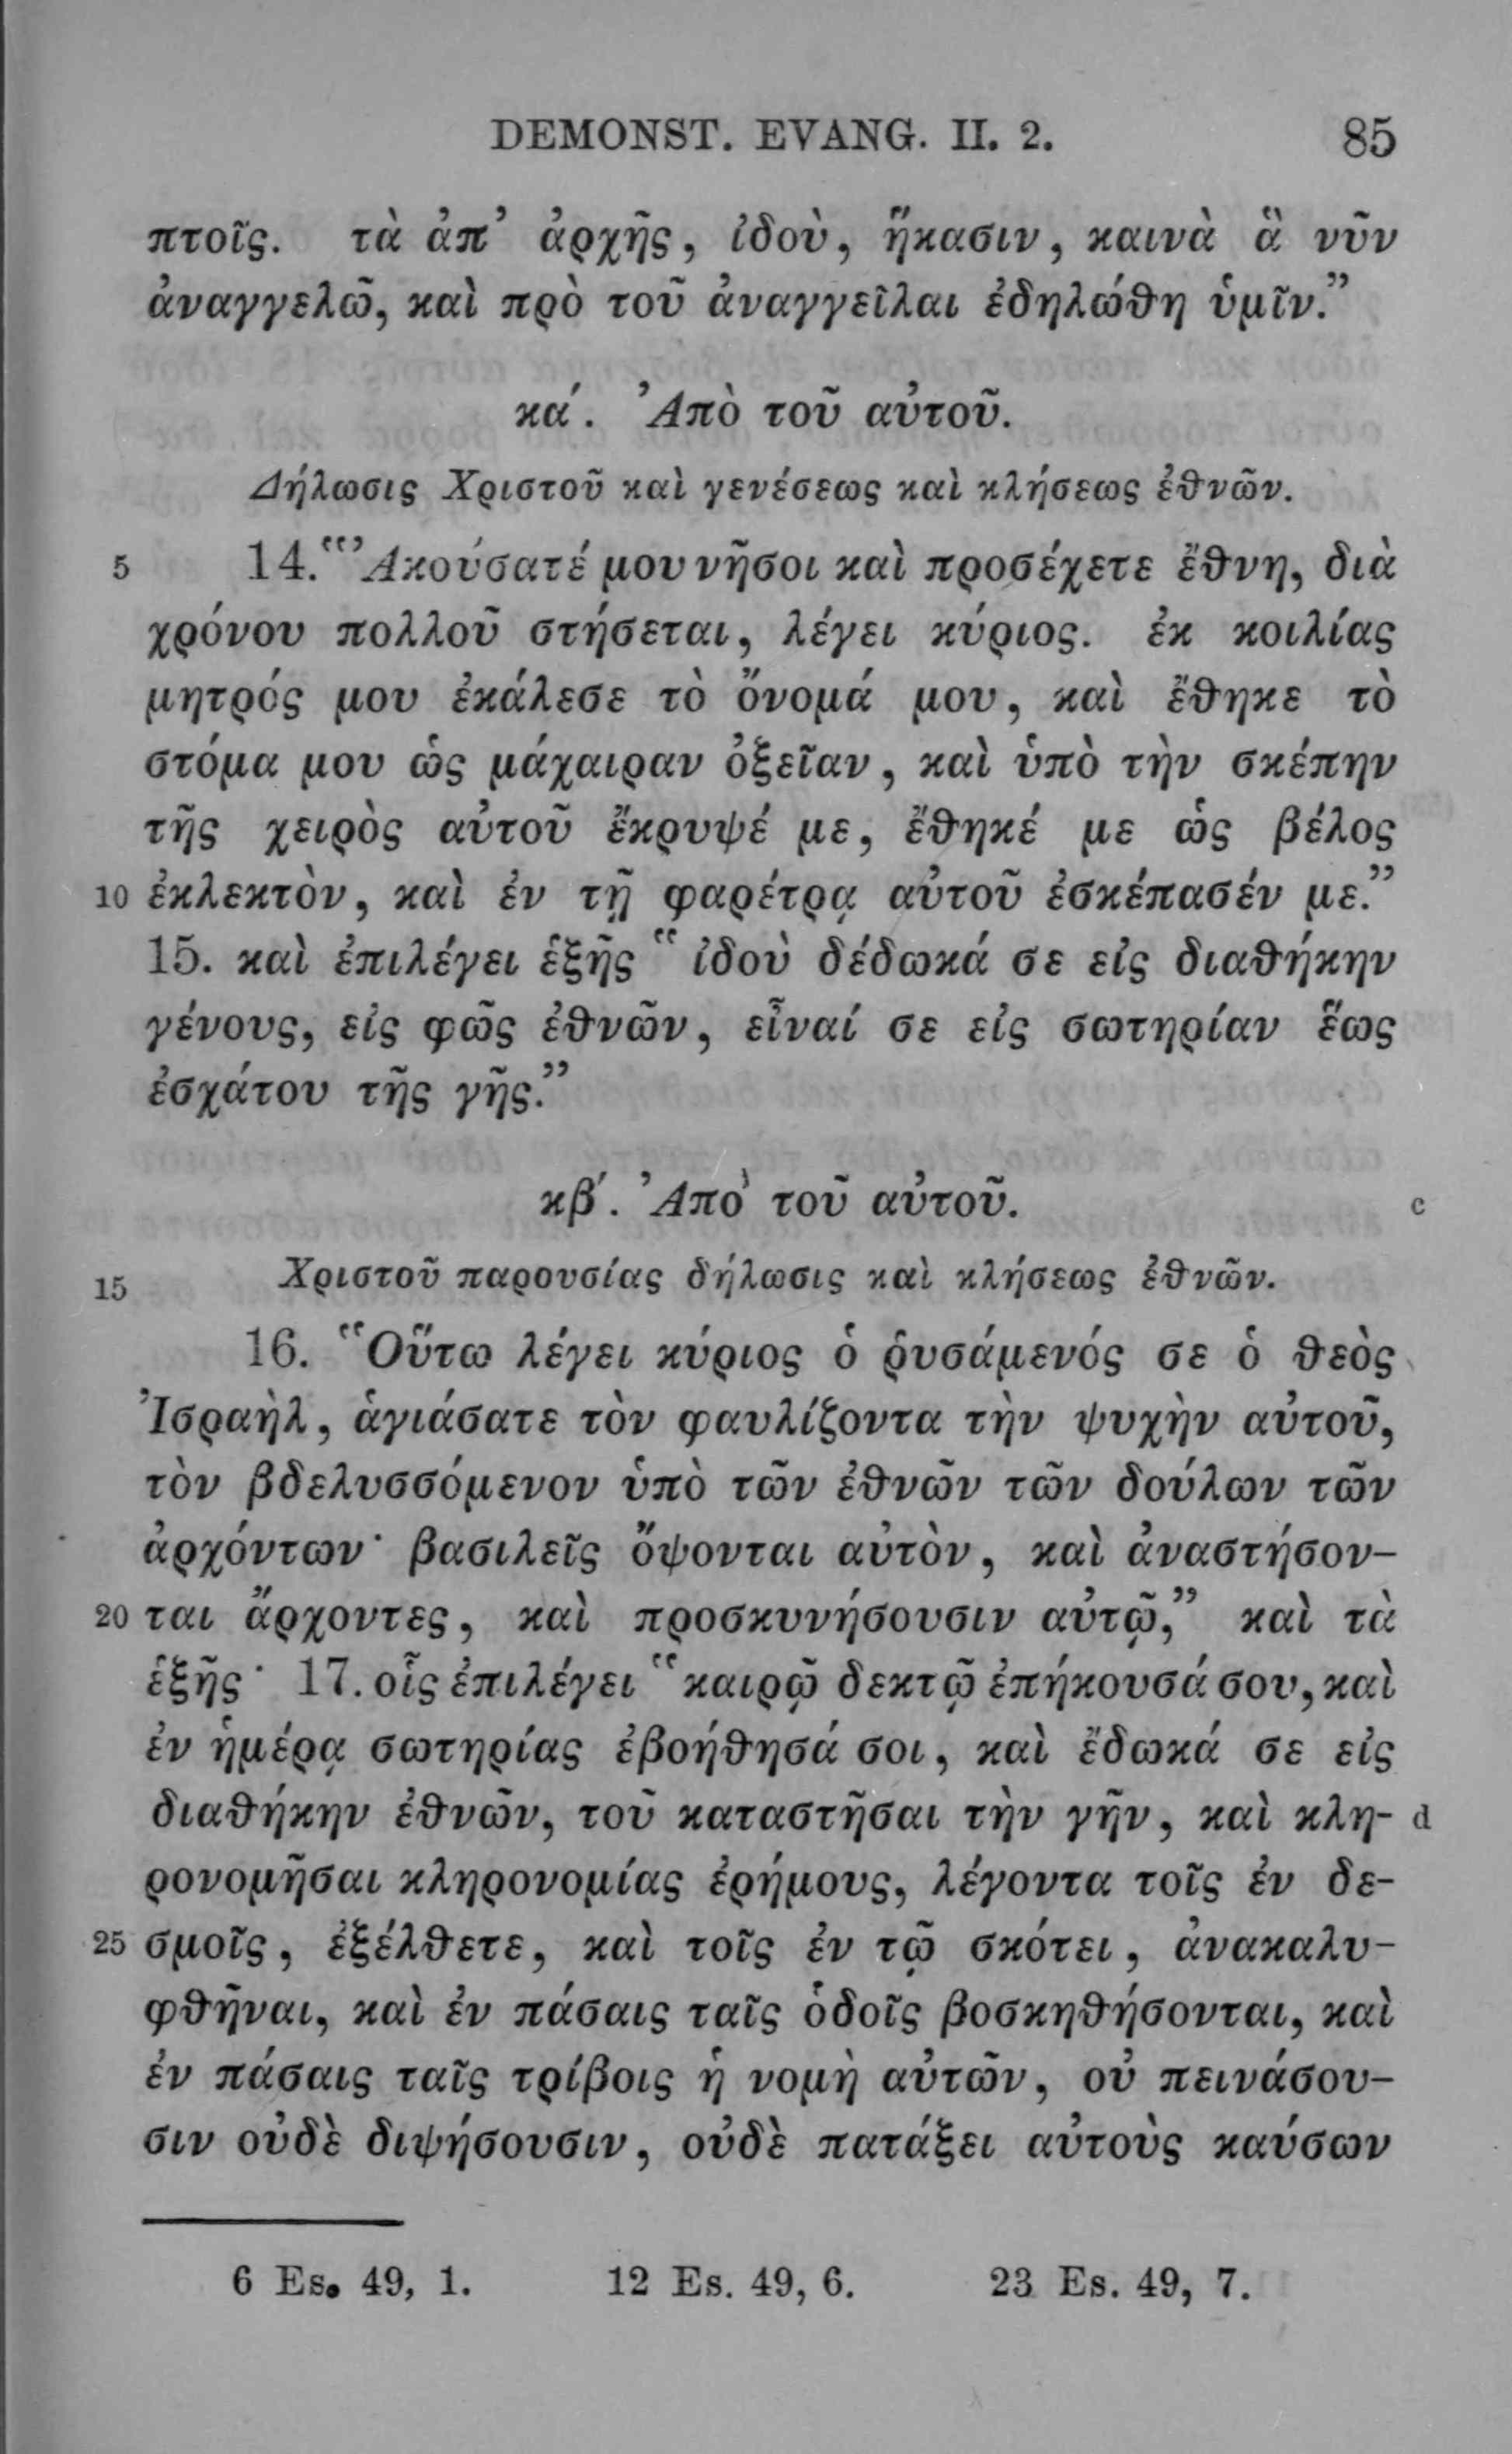 DEMONST. EVANG. II. 2. 85
πτοῖς. τὰ ἀπ’ ἀρχῆς, ἰδοὺ, ἥκασιν, καινὰ ἃ νῦν
ἀναγγελῶ, καὶ πρὸ τοῦ ἀναγγεῖλαι ἐδηλώθη ὑμῖν.”
κά. Ἀπὸ τοῦ αὐτοῦ.
Δήλωσις Χριστοῦ καὶ γενέσεως καὶ κλήσεως ἐθνῶν.
5 14. “Ἀκούσατέ μου νῆσοι καὶ προσέχετε ἔθνη, διὰ
χρόνου πολλοῦ στήσεται, λέγει κύριος. ἐκ κοιλίας
μητρός μου ἐκάλεσε τὸ ὄνομά μου, καὶ ἔθηκε τὸ
στόμα μου ὡς μάχαιραν ὀξεῖαν, καὶ ὑπὸ τὴν σκέπην
τῆς χειρὸς αὐτοῦ ἔκρυψέ με, ἔθηκέ με ὡς βέλος
10 ἐκλεκτὸν, καὶ ἐν τῇ φαρέτρᾳ αὐτοῦ ἐσκέπασέν με.”
15. καὶ ἐπιλέγει ἑξῆς “ἰδοὺ δέδωκά σε εἰς διαθήκην
γένους, εἰς φῶς ἐθνῶν, εἶναί σε εἰς σωτηρίαν ἕως
ἐσχάτου τῆς γῆς.”
κβ́. Ἀπὸ τοῦ αὐτοῦ. c
15 Χριστοῦ παρουσίας δήλωσις καὶ κλήσεως ἐθνῶν.
16. “Οὕτω λέγει κύριος ὁ ῥυσάμενός σε ὁ θεὸς
Ἰσραὴλ, ἁγιάσατε τὸν φαυλίζοντα τὴν ψυχὴν αὐτοῦ,
τὸν βδελυσσόμενον ὑπὸ τῶν ἐθνῶν τῶν δούλων τῶν
ἀρχόντων· βασιλεῖς ὄψονται αὐτὸν, καὶ ἀναστήσον-
20 ται ἄρχοντες, καὶ προσκυνήσουσιν αὐτῷ,” καὶ τὰ
ἑξῆς· 17. οἷς ἐπιλέγει “καιρῷ δεκτῷ ἐπήκουσά σου, καὶ
ἐν ἡμέρᾳ σωτηρίας ἐβοήθησά σοι, καὶ ἔδωκά σε εἰς
διαθήκην ἐθνῶν, τοῦ καταστῆσαι τὴν γῆν, καὶ κλη- d
ρονομῆσαι κληρονομίας ἐρήμους, λέγοντα τοῖς ἐν δε-
25 σμοῖς, ἐξέλθετε, καὶ τοῖς ἐν τῷ σκότει, ἀνακαλυ-
φθῆναι, καὶ ἐν πάσαις ταῖς ὁδοῖς βοσκηθήσονται, καὶ
ἐν πάσαις ταῖς τρίβοις ἡ νομὴ αὐτῶν, οὐ πεινάσου-
σιν οὐδὲ διψήσουσιν, οὐδὲ πατάξει αὐτοὺς καύσων
6 Es. 49, 1. 12 Es. 49, 6. 23 Es. 49, 7.